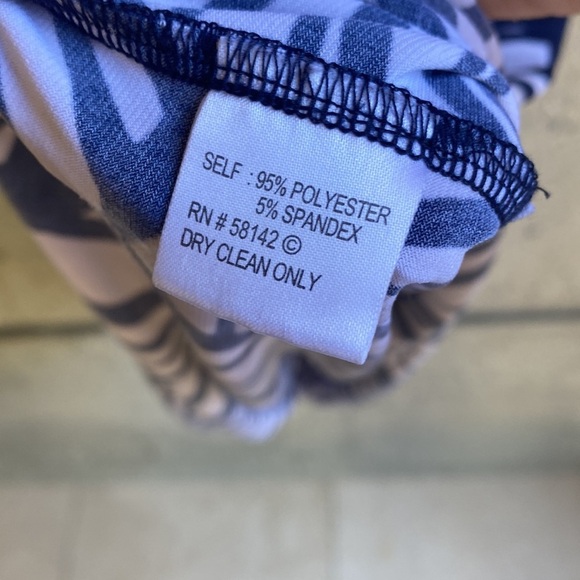 SELF : 95% POLYESTER
5% SPANDEX
RN # 58142 ©
DRY CLEAN ONLY